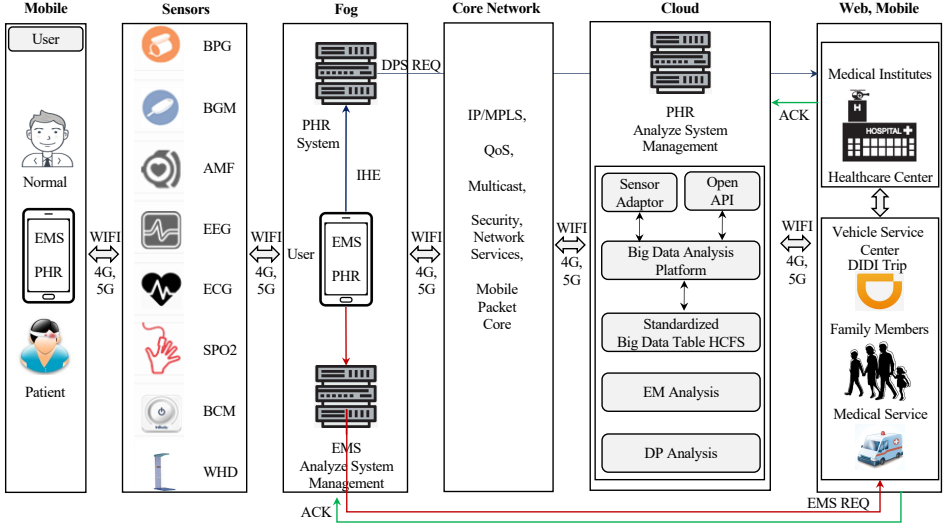 Mobile
Sensors
Fog
Core Network
Cloud
Web, Mobile
User
Normal
EMS
PHR
Patient
WIFI
4G,
5G
BPG
BGM
AMF
EEG
ECG
SPO2
BCM
WHD
WIFI
4G,
5G
PHR
System
DPS REQ
IHE
User
EMS
PHR
EMS
Analyze System
Management
WIFI
4G,
5G
IP/MPLS,
QoS,
Multicast,
Security,
Network
Services,
Mobile
Packet
Core
WIFI
4G,
5G
PHR
Analyze System
Management
Sensor
Adaptor
Open
API
Big Data Analysis
Platform
Standardized
Big Data Table HCFS
EM Analysis
DP Analysis
ACK
WIFI
4G,
5G
Medical Institutes
H
HOSPITAL
Healthcare Center
Vehicle Service
Center
DIDI Trip
Family Members
Medical Service
EMS REQ
ACK